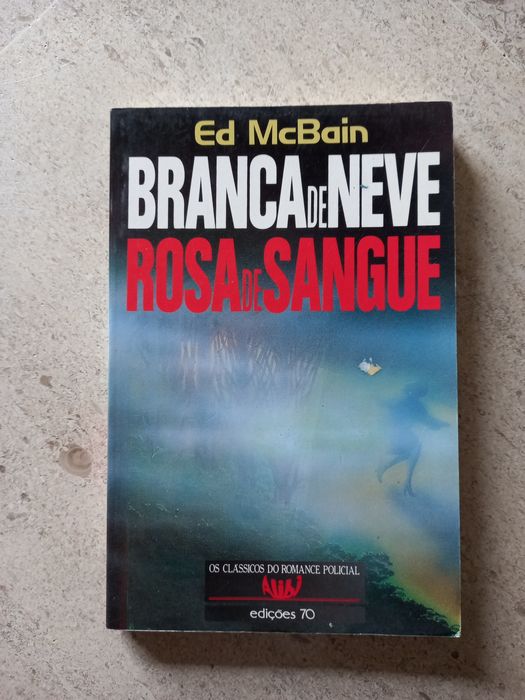 Ed McBain
BRANCA DE NEVE
ROSA DE SANGUE
OS CLÁSSICOS DO ROMANCE POLICIAL
edições 70